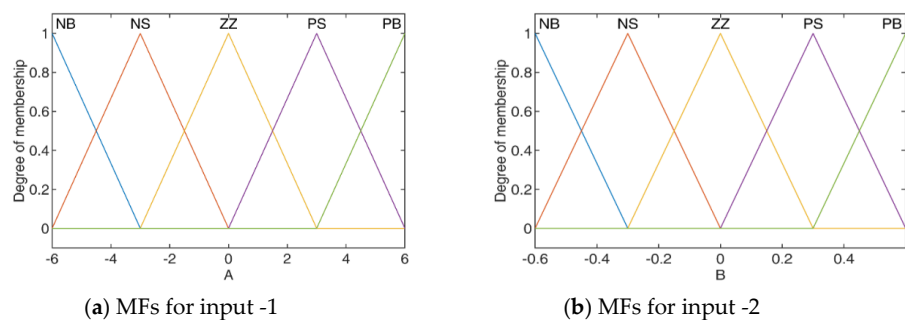 NB NS ZZ PS PB
1
0.8
0.6
0.4
0.2
0
Degree of membership
-6 -4 -2 0 2 4 6
A
(a) MFs for input -1
NB NS ZZ PS PB
1
0.8
0.6
0.4
0.2
0
Degree of membership
-0.6 -0.4 -0.2 0 0.2 0.4
B
(b) MFs for input -2